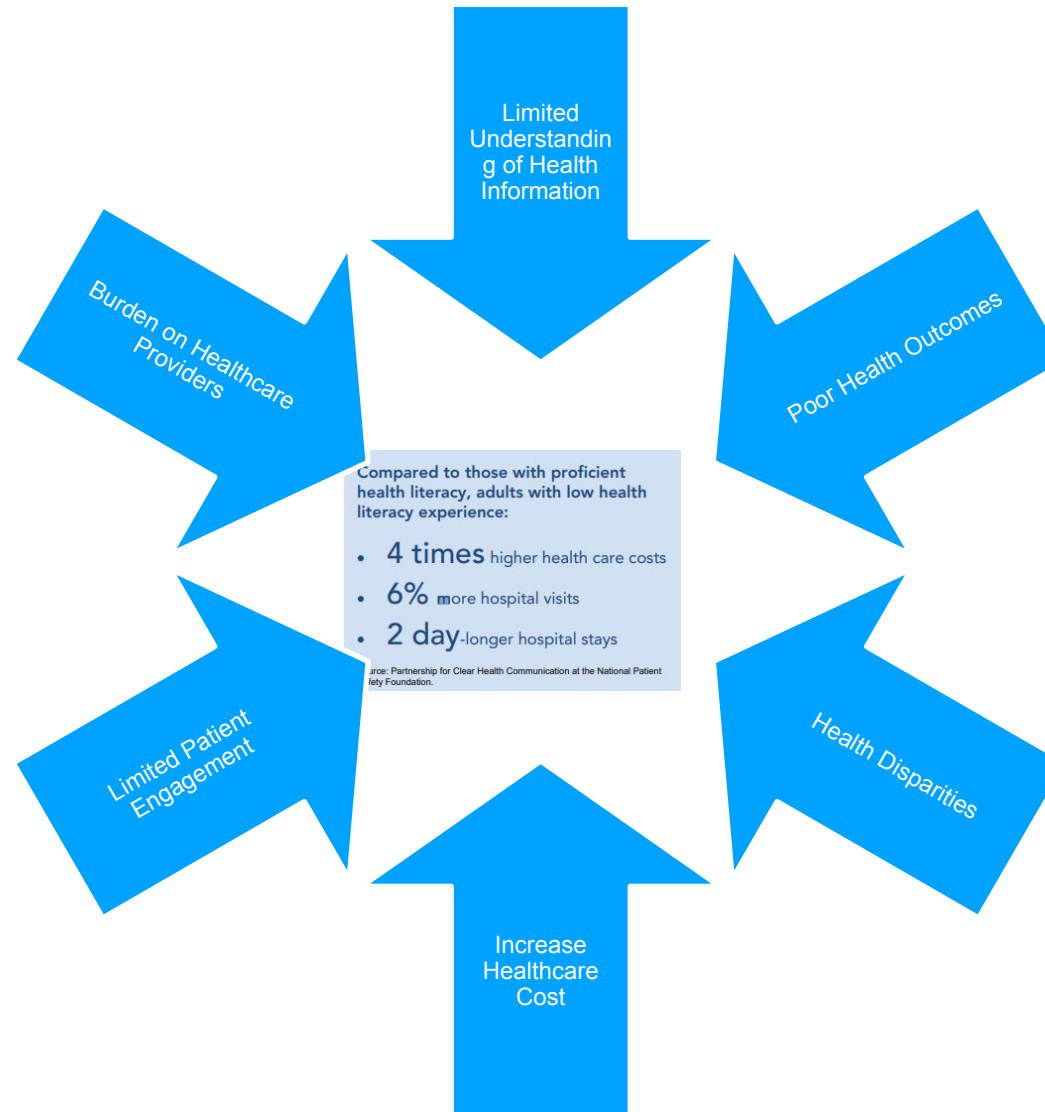 Limited
Understandin
g of Health
Information
Burden on Healthcare
Providers
Poor Health Outcomes
Compared to those with proficient
health literacy, adults with low health
literacy experience:
• 4 times higher health care costs
• 6% more hospital visits
• 2 day-longer hospital stays
urce: Partnership for Clear Health Communication at the National Patient
fety Foundation.
Limited Patient
Engagement
Health Disparities
Increase
Healthcare
Cost